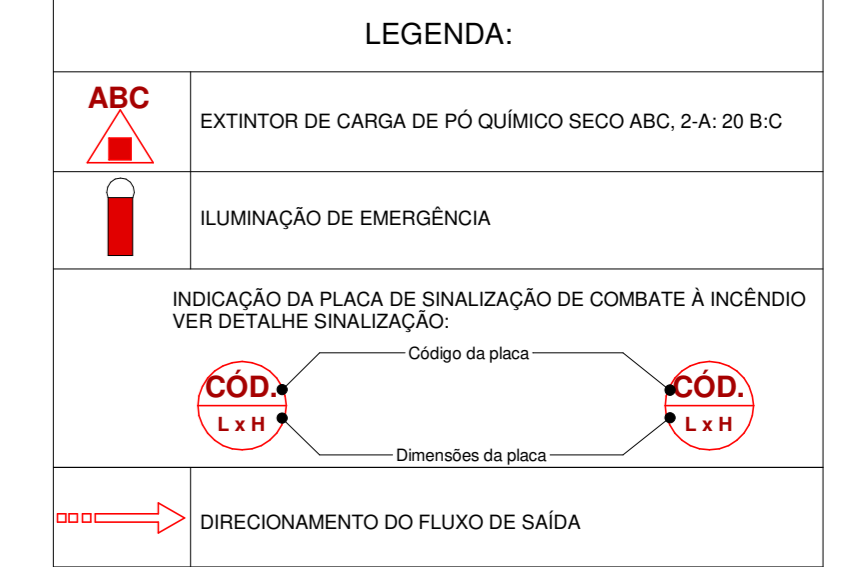 LEGENDA:
ABC
EXTINTOR DE CARGA DE PÓ QUÍMICO SECO ABC, 2-A: 20 B:C
ILUMINAÇÃO DE EMERGÊNCIA
INDICAÇÃO DA PLACA DE SINALIZAÇÃO DE COMBATE À INCÊNDIO
VER DETALHE SINALIZAÇÃO:
Código da placa
CÓD. CÓD.
L x H L x H
Dimensões da placa
DIRECIONAMENTO DO FLUXO DE SAÍDA